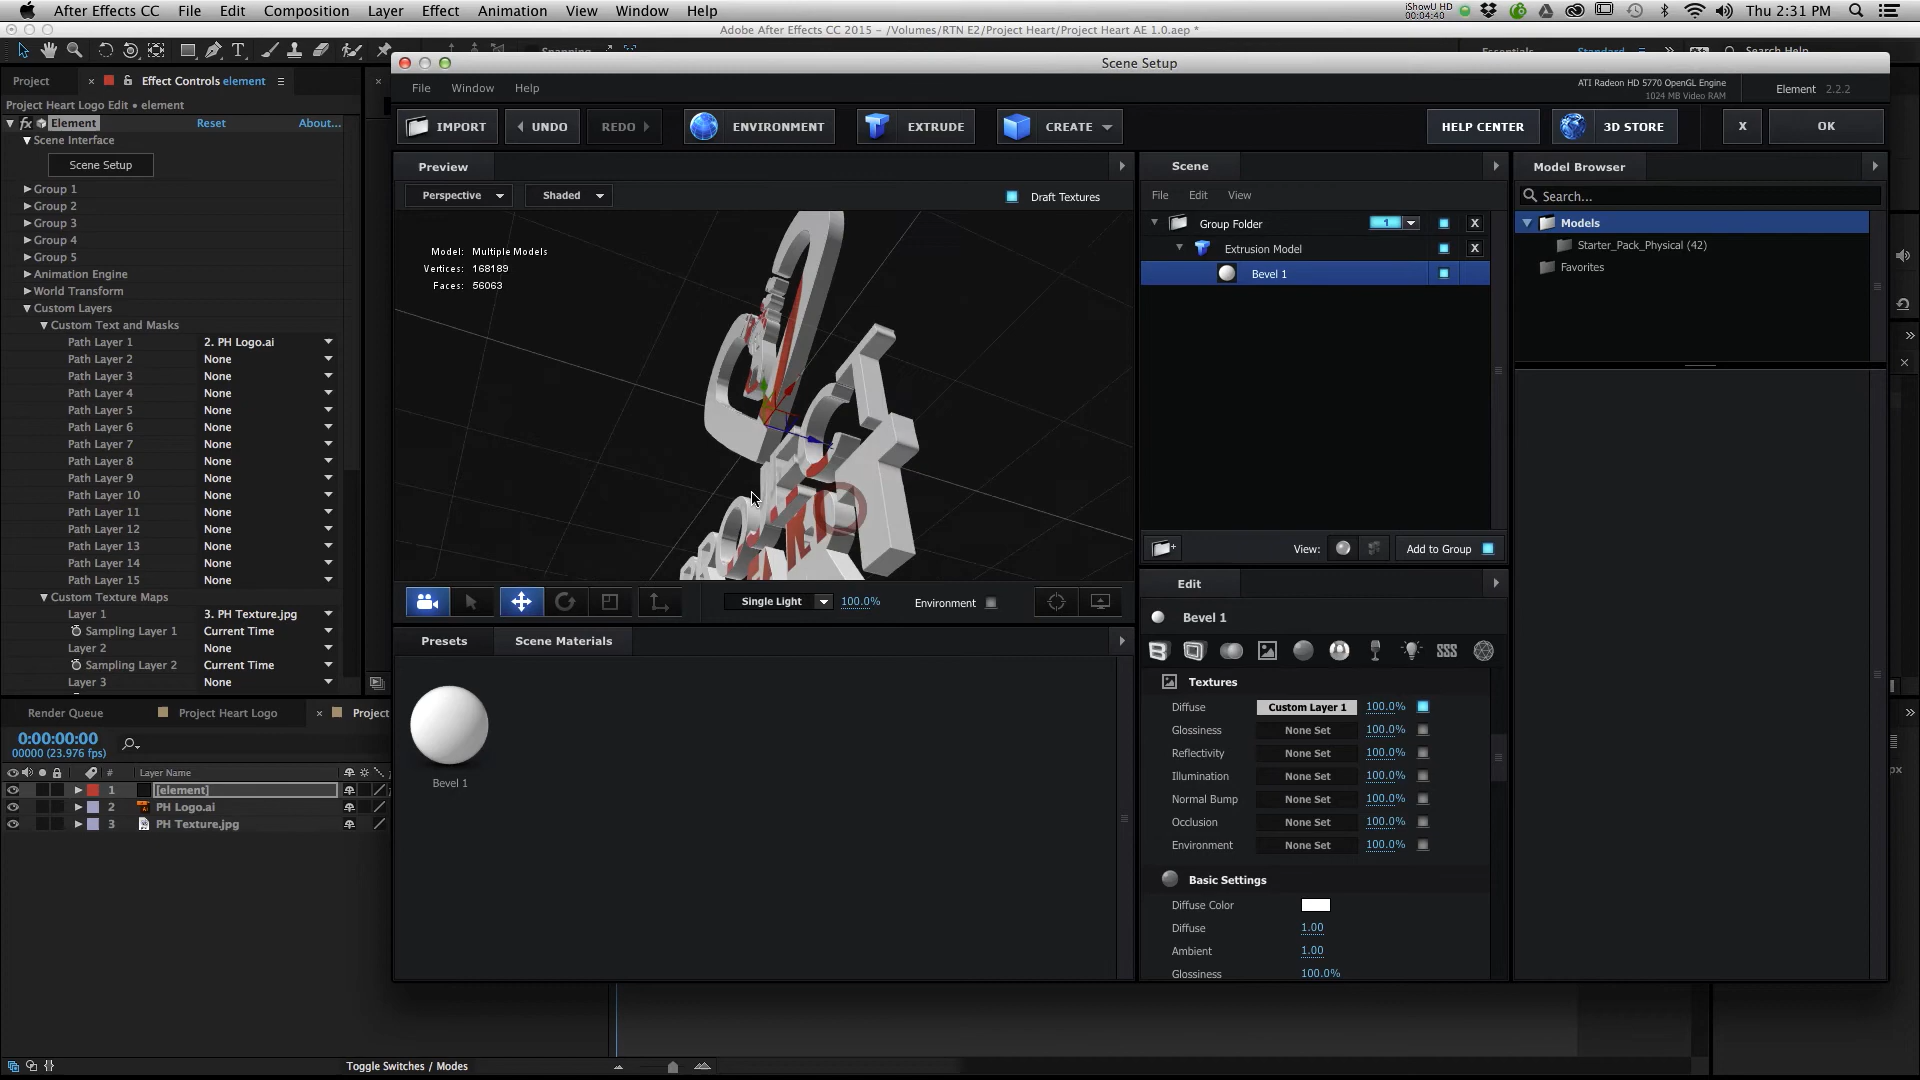 After Effects CC File Edit Composition Layer Effect Animation View Window Help
iShowU HD
00:04:40
Thu 2:31 PM
Adobe After Effects CC 2015 – /Volumes/RTN E2/Project Heart/Project Heart AE 1.0.aep *
Snapping
Essentials Standard Search Help
Project Effect Controls element
Project Heart Logo Edit • element
fx Element Reset About...
Scene Interface
Scene Setup
Group 1
Group 2
Group 3
Group 4
Group 5
Animation Engine
World Transform
Custom Layers
Custom Text and Masks
Path Layer 1 2. PH Logo.ai
Path Layer 2 None
Path Layer 3 None
Path Layer 4 None
Path Layer 5 None
Path Layer 6 None
Path Layer 7 None
Path Layer 8 None
Path Layer 9 None
Path Layer 10 None
Path Layer 11 None
Path Layer 12 None
Path Layer 13 None
Path Layer 14 None
Path Layer 15 None
Custom Texture Maps
Layer 1 3. PH Texture.jpg
Sampling Layer 1 Current Time
Layer 2 None
Sampling Layer 2 Current Time
Layer 3 None
Scene Setup
File Window Help
ATI Radeon HD 5770 OpenGL Engine
1024 MB Video RAM
Element 2.2.2
IMPORT UNDO REDO ENVIRONMENT EXTRUDE CREATE HELP CENTER 3D STORE X OK
Preview
Perspective Shaded Draft Textures
Model: Multiple Models
Vertices: 168189
Faces: 56063
Single Light 100.0% Environment
Presets Scene Materials
Bevel 1
Scene
File Edit View
Group Folder 1 X
Extrusion Model X
Bevel 1
View: Add to Group
Edit
Bevel 1
Textures
Diffuse Custom Layer 1 100.0%
Glossiness None Set 100.0%
Reflectivity None Set 100.0%
Illumination None Set 100.0%
Normal Bump None Set 100.0%
Occlusion None Set 100.0%
Environment None Set 100.0%
Basic Settings
Diffuse Color
Diffuse 1.00
Ambient 1.00
Glossiness 100.0%
Model Browser
Search...
Models
Starter_Pack_Physical (42)
Favorites
px
Render Queue Project Heart Logo Project
0:00:00:00
00000 (23.976 fps)
# Layer Name
1 [element]
2 PH Logo.ai
3 PH Texture.jpg
Toggle Switches / Modes